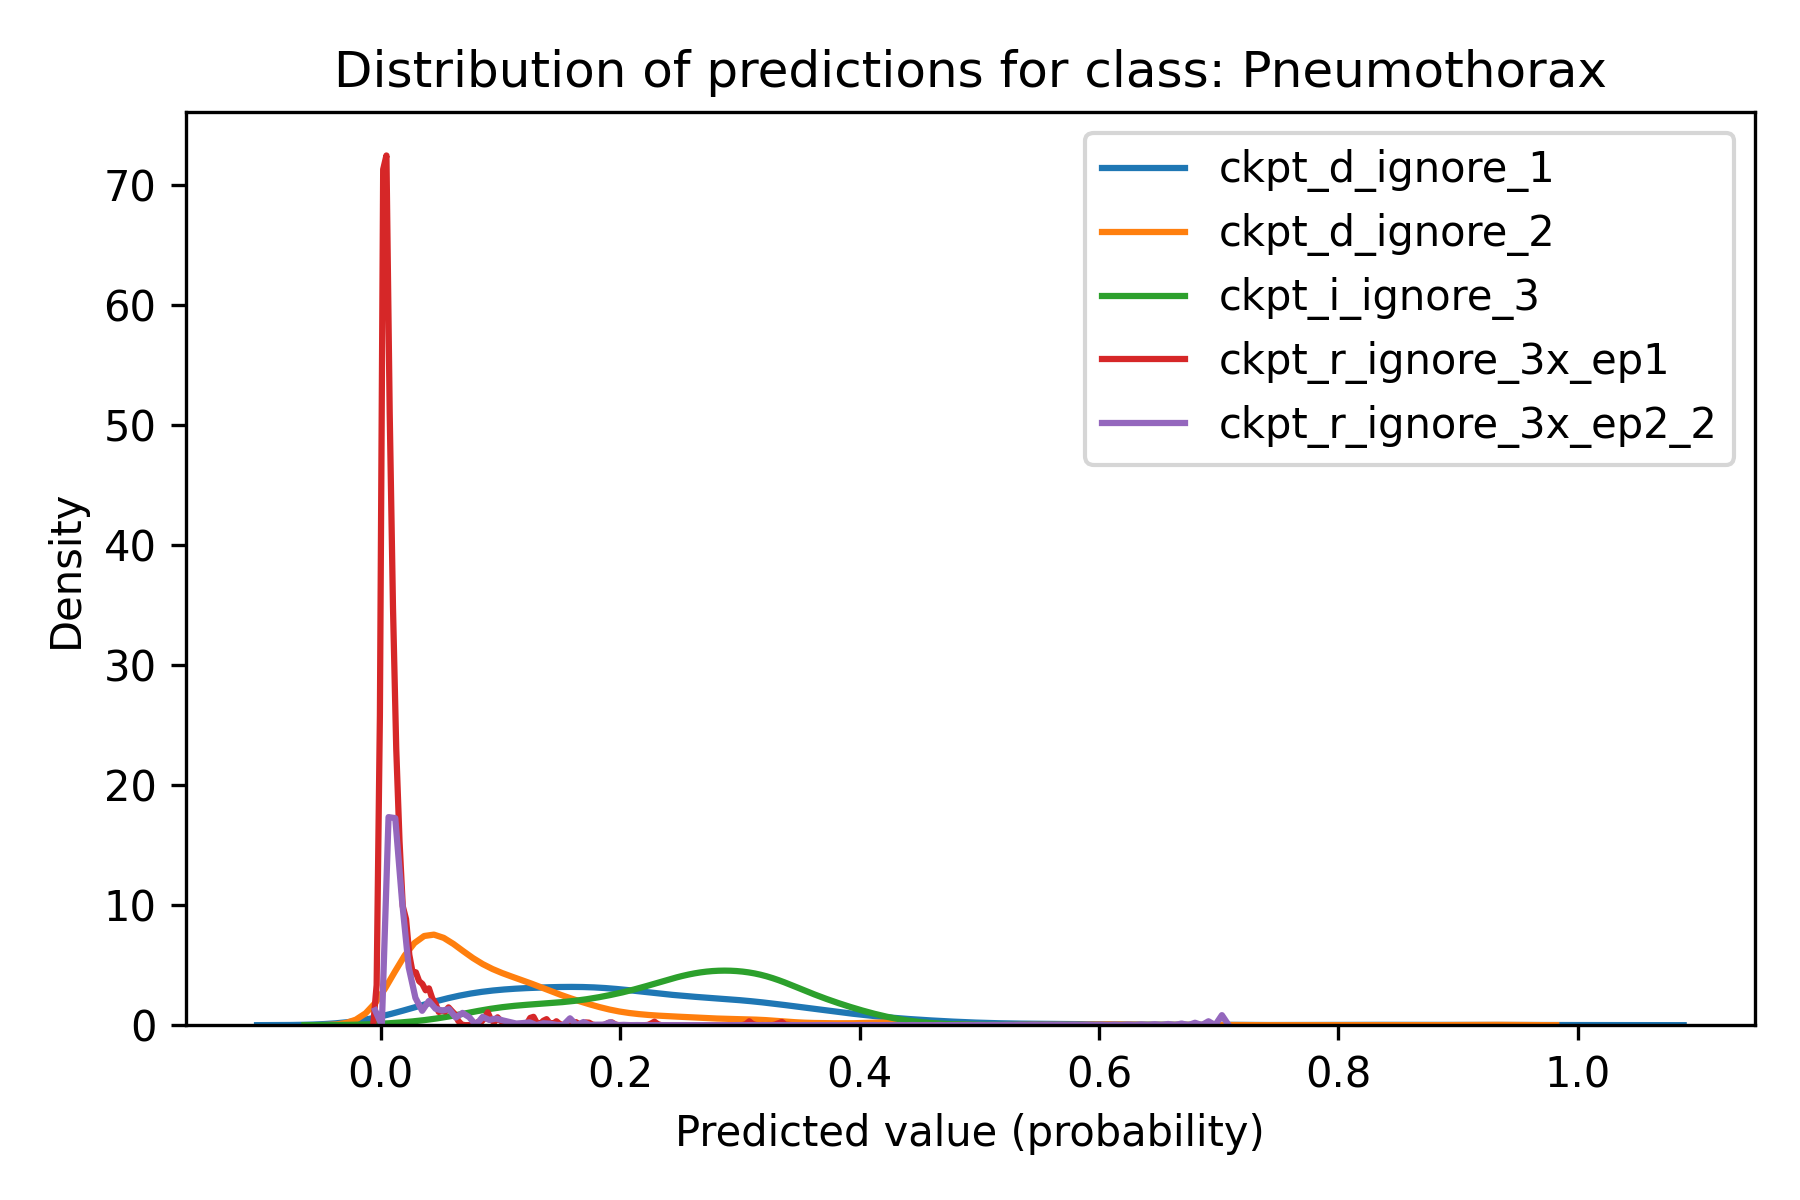 Distribution of predictions for class: Pneumothorax
ckpt_d_ignore_1
ckpt_d_ignore_2
ckpt_i_ignore_3
ckpt_r_ignore_3x_ep1
ckpt_r_ignore_3x_ep2_2
Density
70
60
50
40
30
20
10
0
0.0 0.2 0.4 0.6 0.8 1.0
Predicted value (probability)